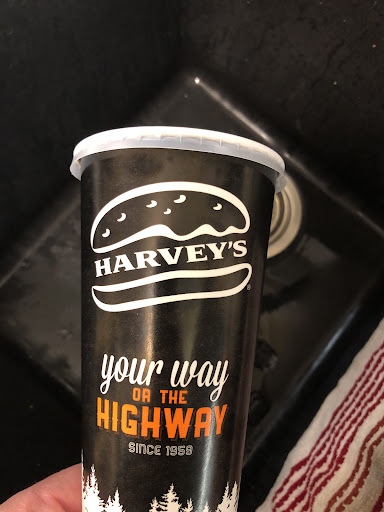 HARVEY'S
®
your way
OR THE
HIGHWAY
SINCE 1959